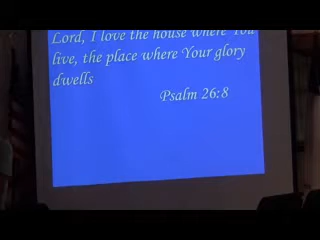 Lord, I love the house where You
live, the place where Your glory
dwells
Psalm 26:8